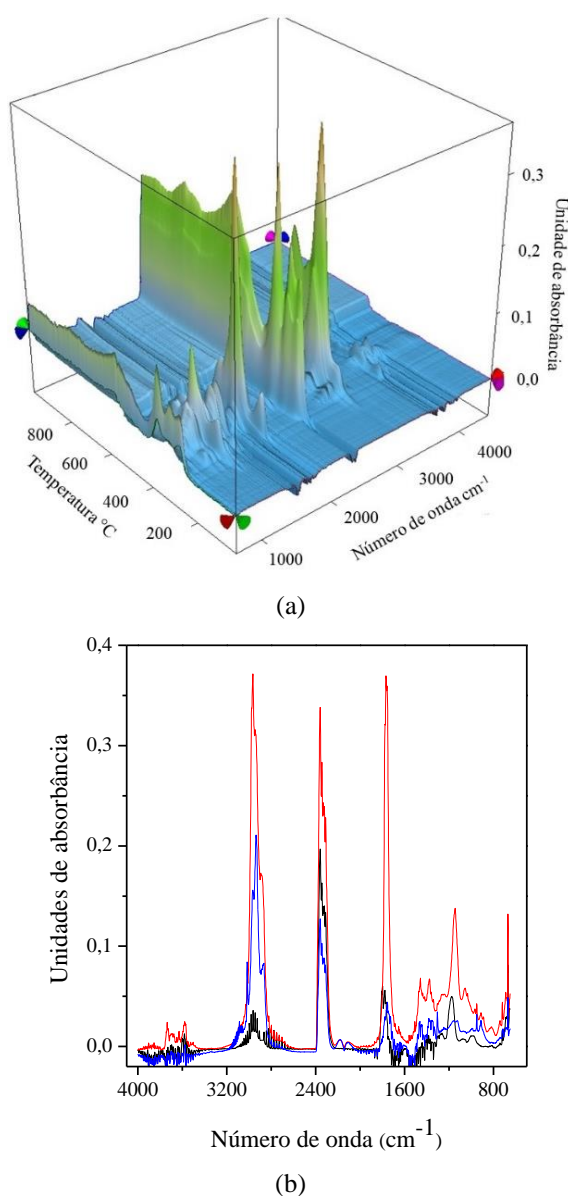 0,3
0,2
0,1
0,0
Unidade de absorbância
800
600
400
200
Temperatura °C
1000
2000
3000
4000
Número de onda cm⁻¹
(a)
0,4
0,3
0,2
0,1
0,0
Unidades de absorbância
4000 3200 2400 1600 800
Número de onda (cm⁻¹)
(b)